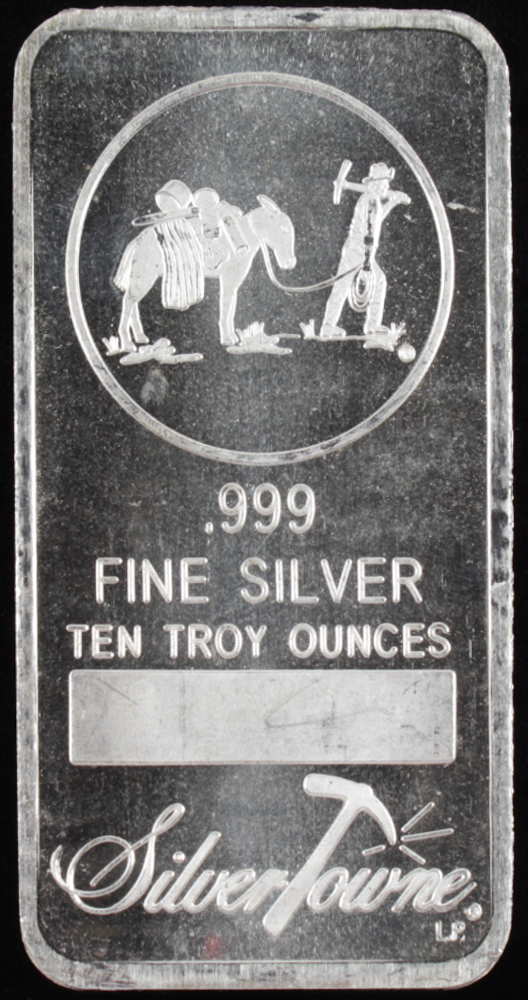 ®
.999
FINE SILVER
TEN TROY OUNCES
SilverTowne®
L.P.